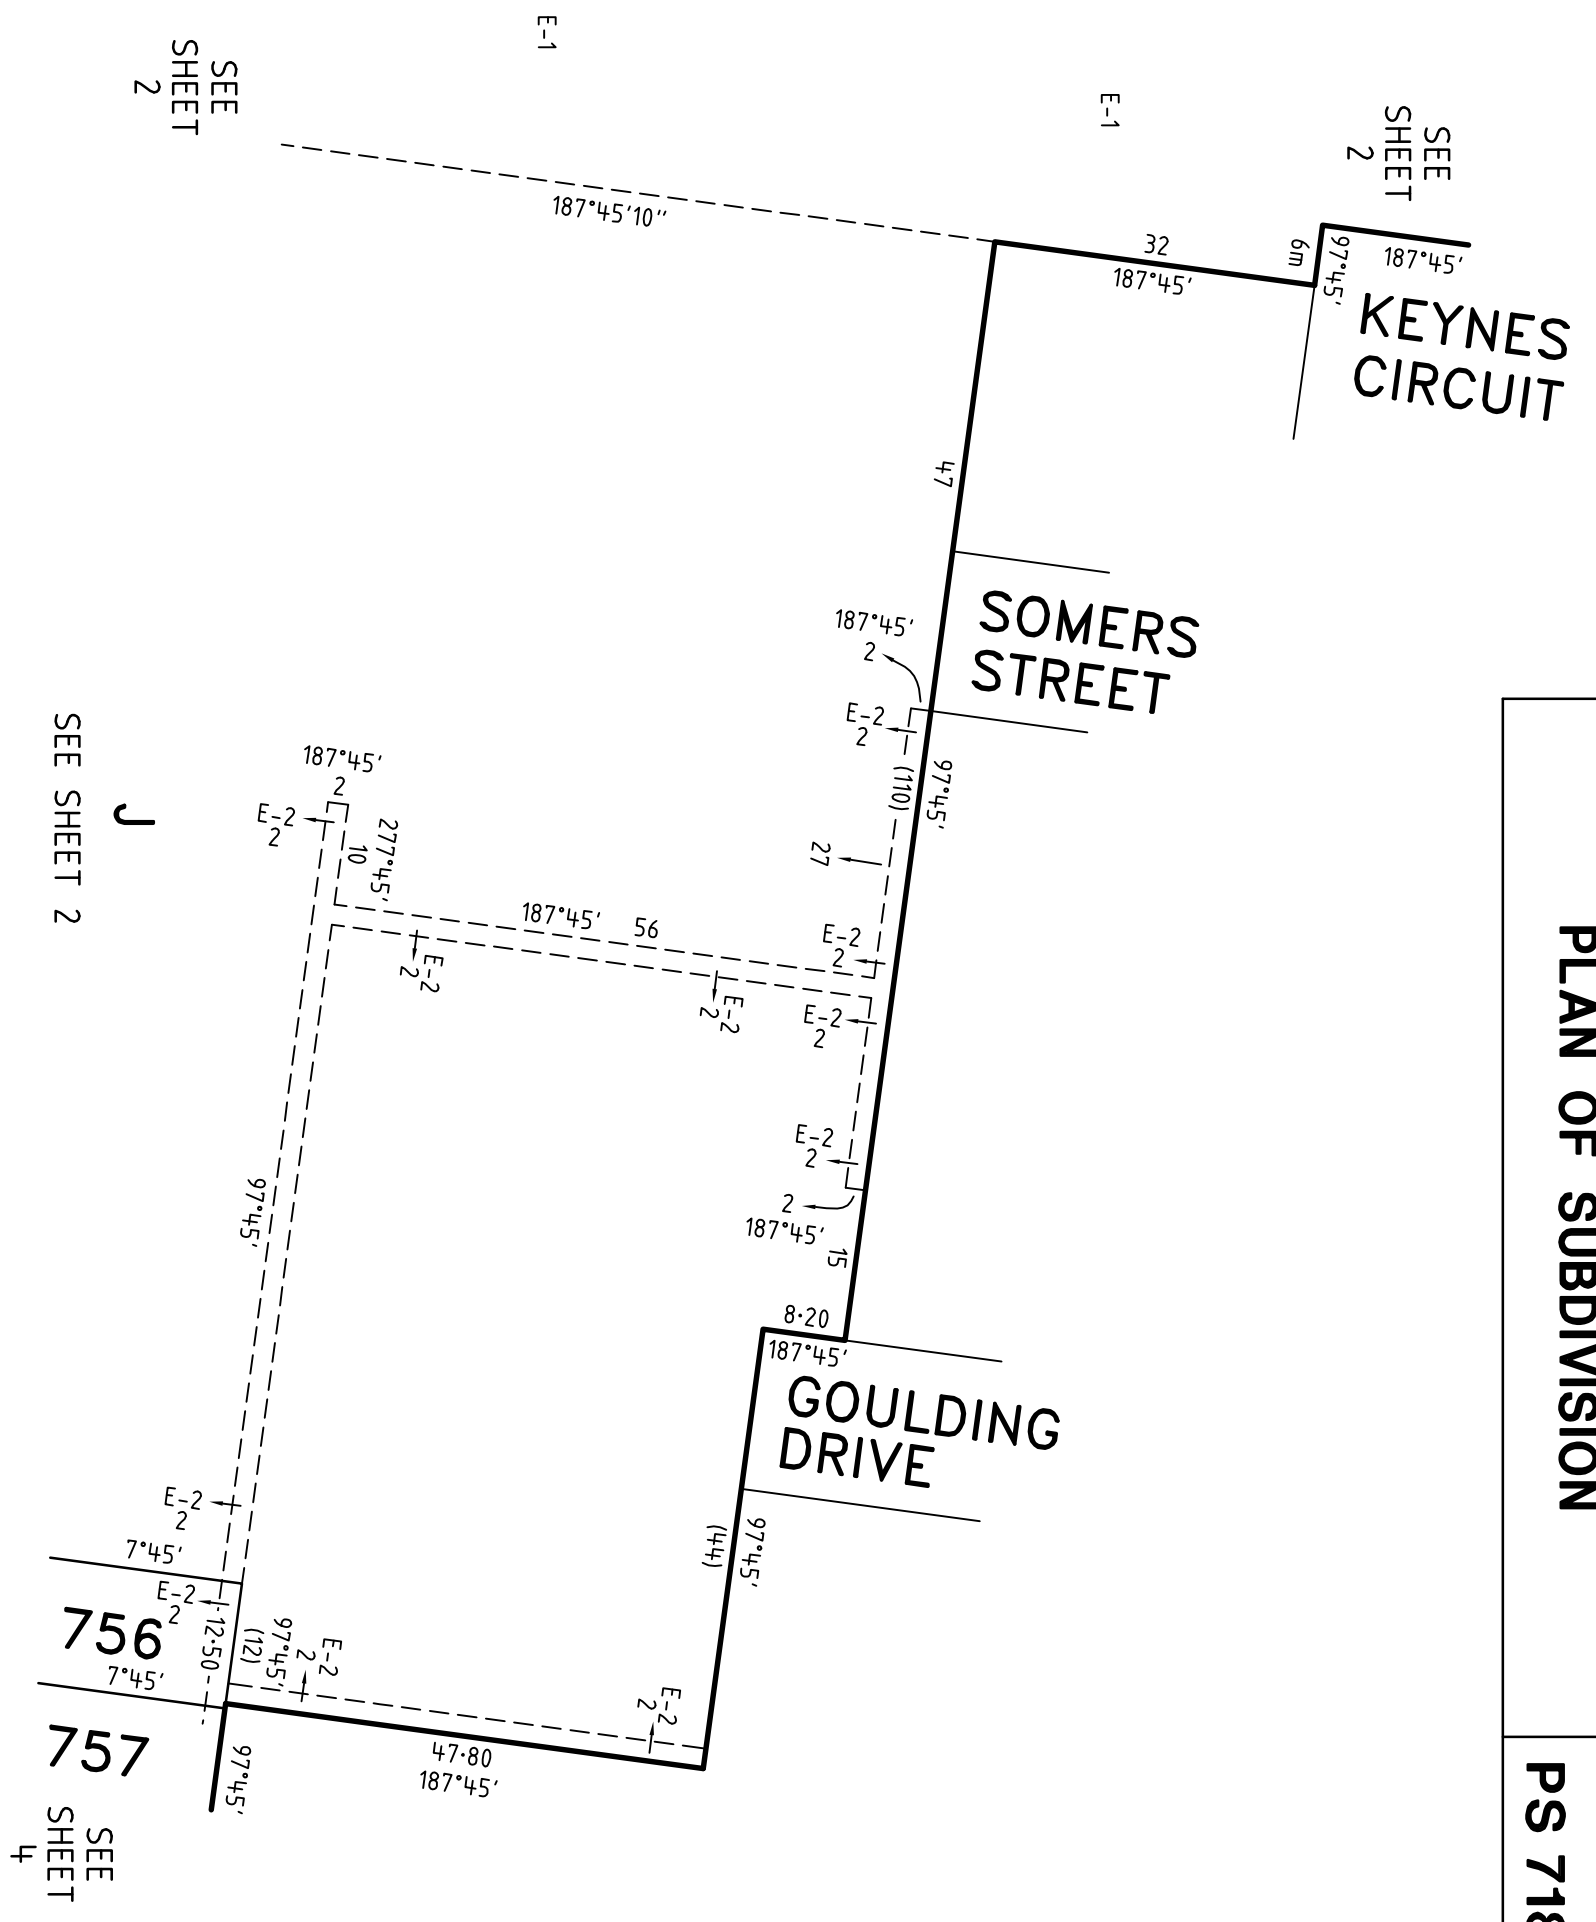 E-1
SEE
SHEET
2
E-1
SEE
SHEET
2
187°45'10"
32
187°45'
6m
97°45'
187°45'
KEYNES
CIRCUIT
47
SOMERS
STREET
187°45'
2
E-2
2
(110)
97°45'
27
SEE SHEET 2
J
187°45'
2
E-2
2
277°45'
10
187°45' 56
E-2
2
E-2
2
E-2
2
E-2
2
E-2
2
2
187°45'
15
97°45'
8·20
187°45'
GOULDING
DRIVE
97°45'
(44)
E-2
2
7°45'
E-2
2
756
12·50
(12)
97°45'
E-2
2
E-2
2
7°45'
757
47·80
187°45'
97°45'
SEE
SHEET
4
PLAN OF SUBDIVISION
PS 718